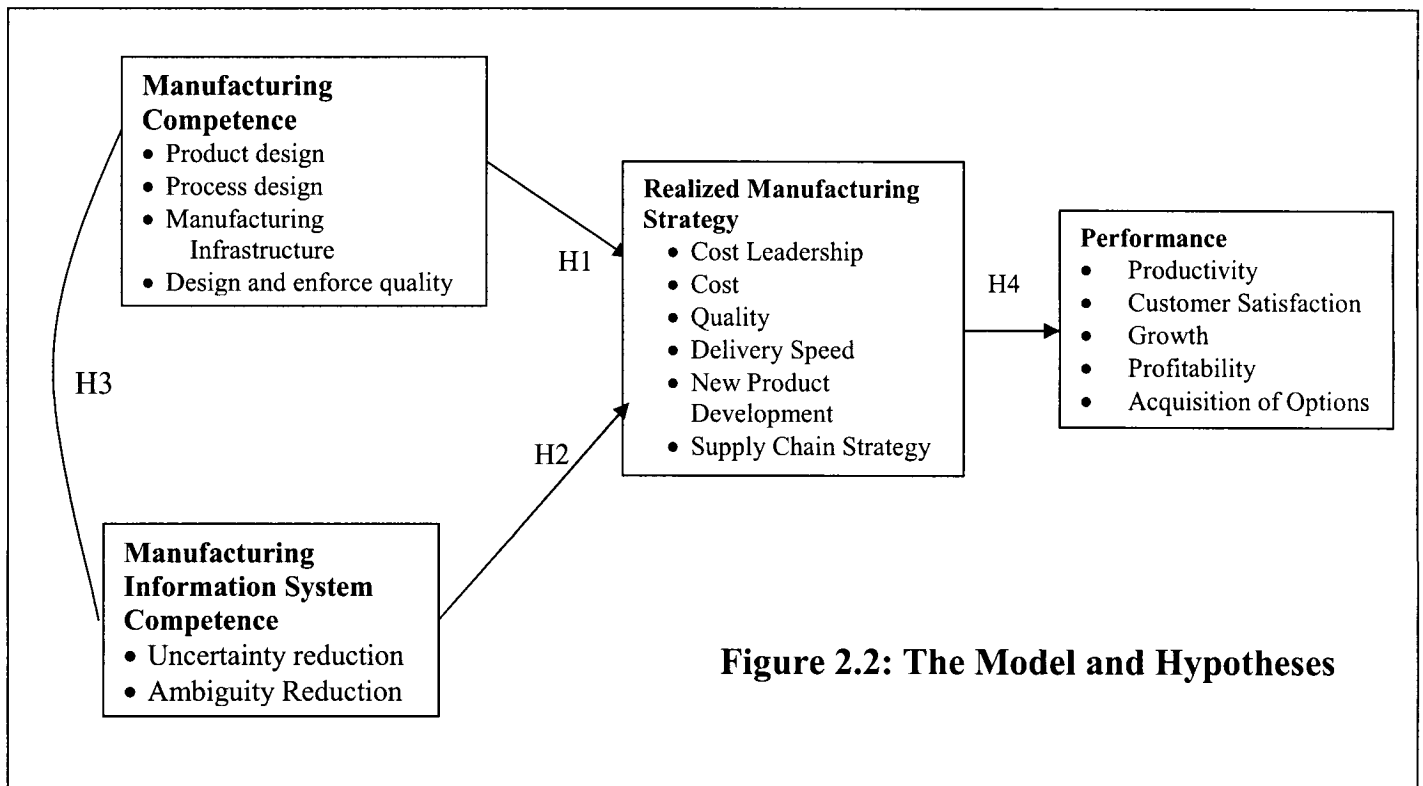 Manufacturing
Competence
• Product design
• Process design
• Manufacturing
Infrastructure
• Design and enforce quality
H1
H3
Manufacturing
Information System
Competence
• Uncertainty reduction
• Ambiguity Reduction
H2
Realized Manufacturing
Strategy
• Cost Leadership
• Cost
• Quality
• Delivery Speed
• New Product
Development
• Supply Chain Strategy
H4
Performance
• Productivity
• Customer Satisfaction
• Growth
• Profitability
• Acquisition of Options
Figure 2.2: The Model and Hypotheses